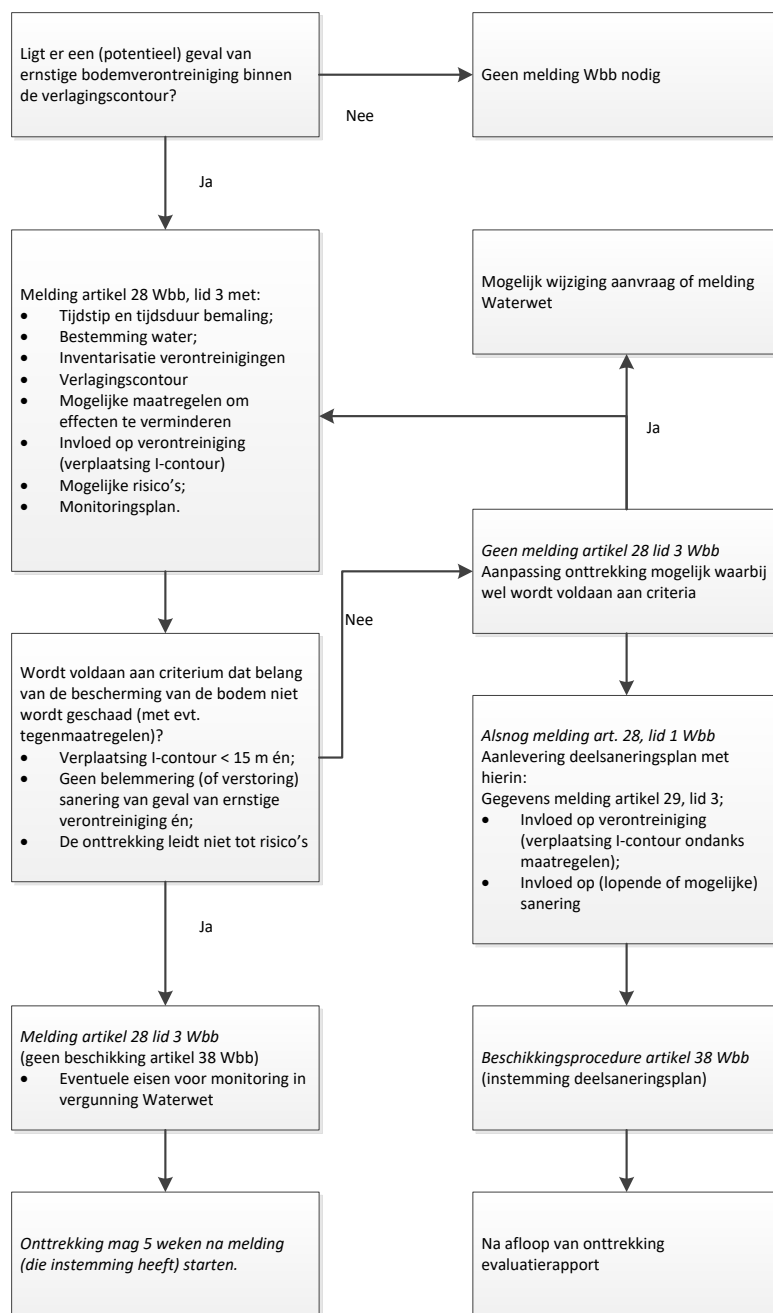 Ligt er een (potentieel) geval van
ernstige bodemverontreiniging binnen
de verlagingscontour?
Geen melding Wbb nodig
Nee
Ja
Melding artikel 28 Wbb, lid 3 met:
• Tijdstip en tijdsduur bemaling;
• Bestemming water;
• Inventarisatie verontreinigingen
• Verlagingscontour
• Mogelijke maatregelen om
effecten te verminderen
• Invloed op verontreiniging
(verplaatsing I-contour)
• Mogelijke risico's;
• Monitoringsplan.
Mogelijk wijziging aanvraag of melding
Waterwet
Ja
Geen melding artikel 28 lid 3 Wbb
Aanpassing onttrekking mogelijk waarbij
wel wordt voldaan aan criteria
Nee
Wordt voldaan aan criterium dat belang
van de bescherming van de bodem niet
wordt geschaad (met evt.
tegenmaatregelen)?
• Verplaatsing I-contour < 15 m én;
• Geen belemmering (of verstoring)
sanering van geval van ernstige
verontreiniging én;
• De onttrekking leidt niet tot risico's
Alsnog melding art. 28, lid 1 Wbb
Aanlevering deelsaneringsplan met
hierin:
Gegevens melding artikel 29, lid 3;
• Invloed op verontreiniging
(verplaatsing I-contour ondanks
maatregelen);
• Invloed op (lopende of mogelijke)
sanering
Ja
Melding artikel 28 lid 3 Wbb
(geen beschikking artikel 38 Wbb)
• Eventuele eisen voor monitoring in
vergunning Waterwet
Beschikkingsprocedure artikel 38 Wbb
(instemming deelsaneringsplan)
Onttrekking mag 5 weken na melding
(die instemming heeft) starten.
Na afloop van onttrekking
evaluatierapport